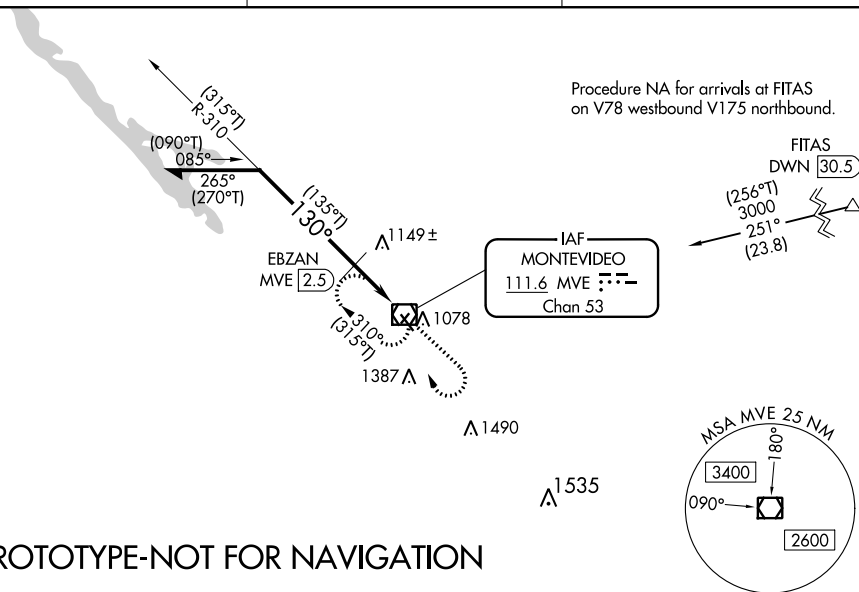 Procedure NA for arrivals at FITAS
on V78 westbound V175 northbound.
(315°T)
R-310
(090°T)
085°
265°
(270°T)
(135°T)
130°
FITAS
DWN 30.5
(256°T)
3000
251°
(23.8)
1149±
EBZAN
MVE 2.5
IAF
MONTEVIDEO
111.6 MVE
Chan 53
310°
(315°T)
1078
1387
1490
1535
MSA MVE 25 NM
180°
3400
090°
2600
ROTOTYPE-NOT FOR NAVIGATION